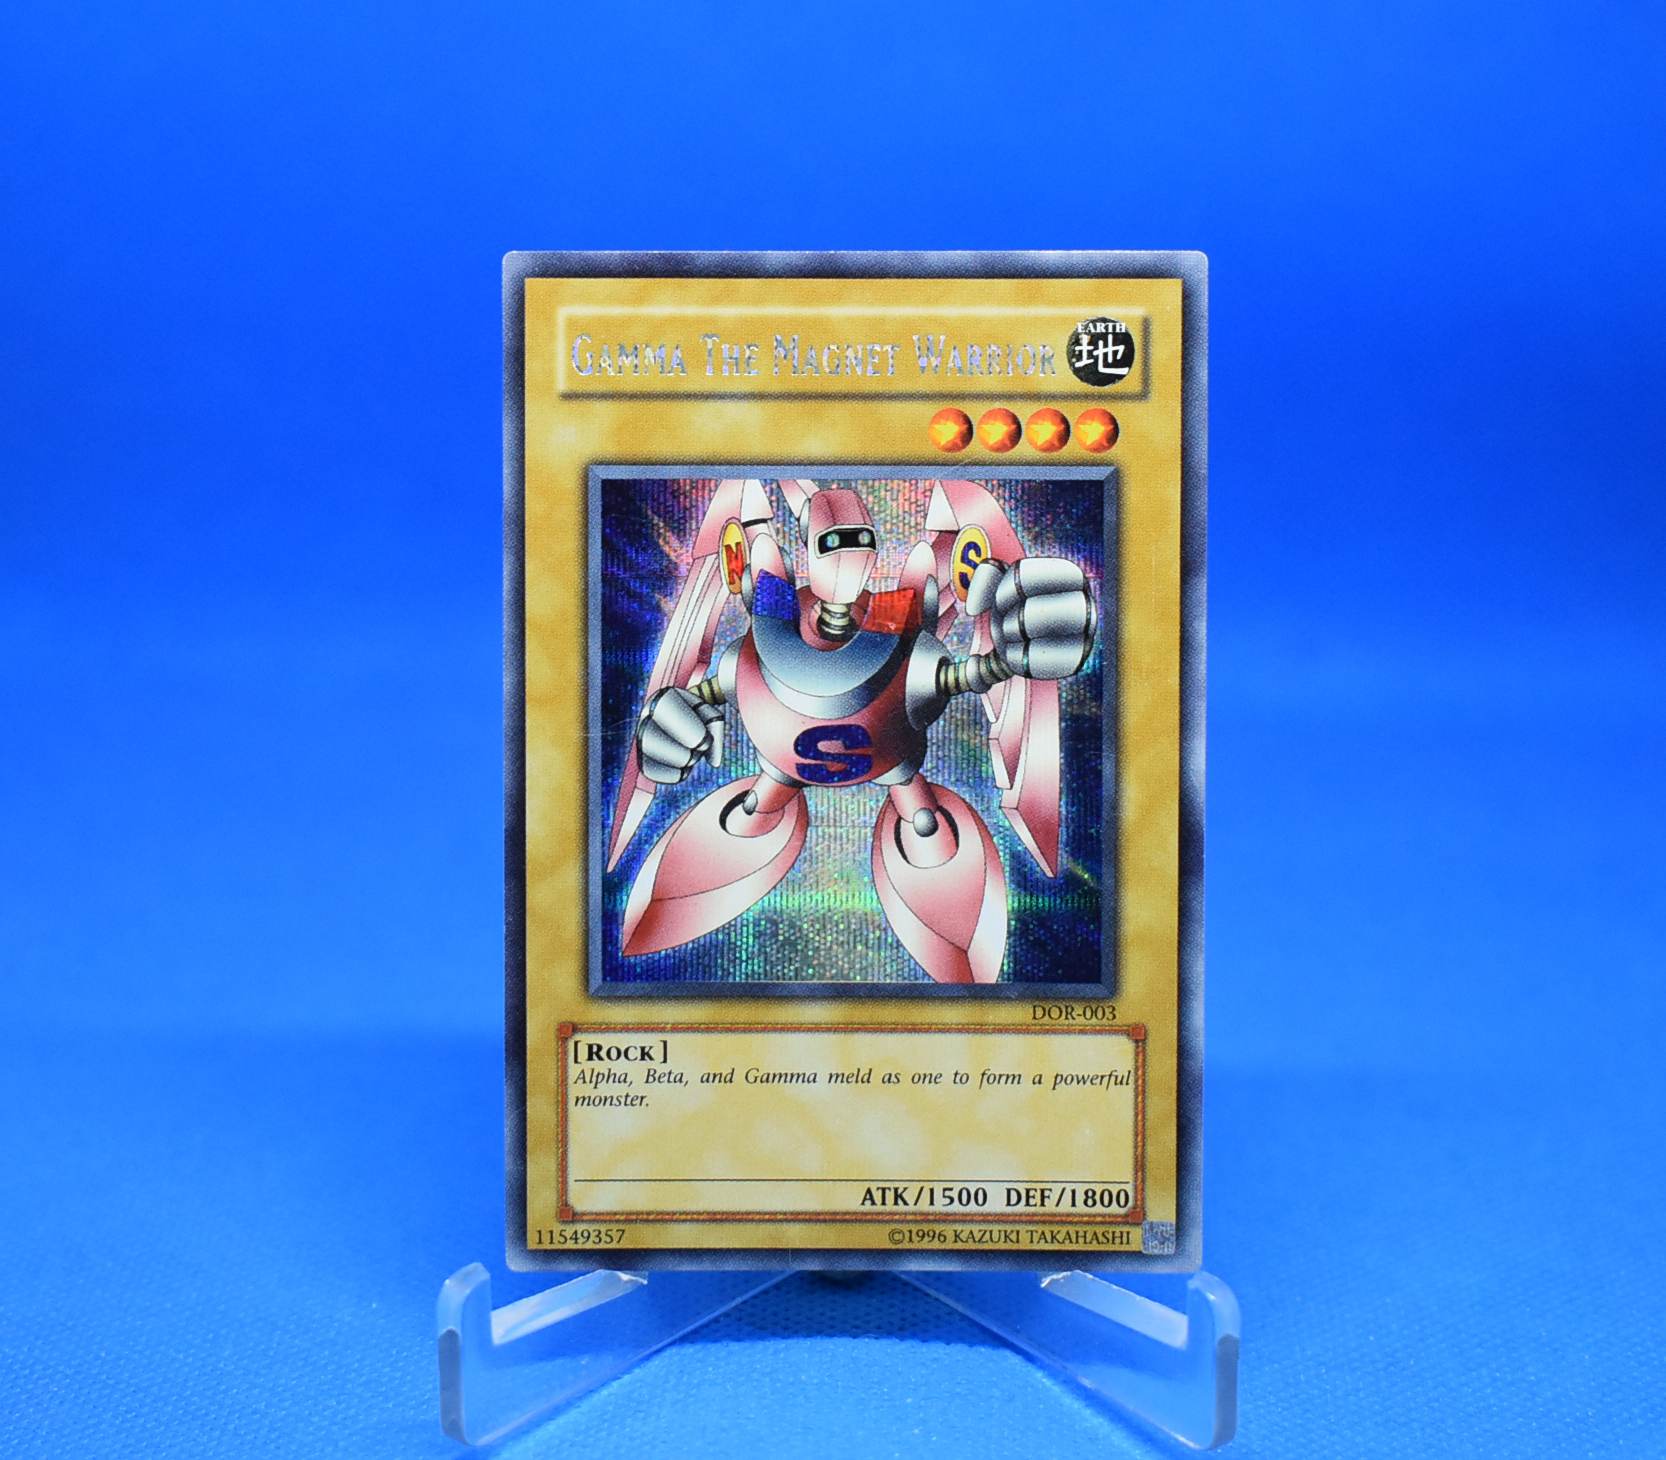 Gamma The Magnet Warrior
EARTH
地
N
S
S
DOR-003
[Rock]
Alpha, Beta, and Gamma meld as one to form a powerful
monster.
ATK/1500 DEF/1800
11549357
©1996 KAZUKI TAKAHASHI